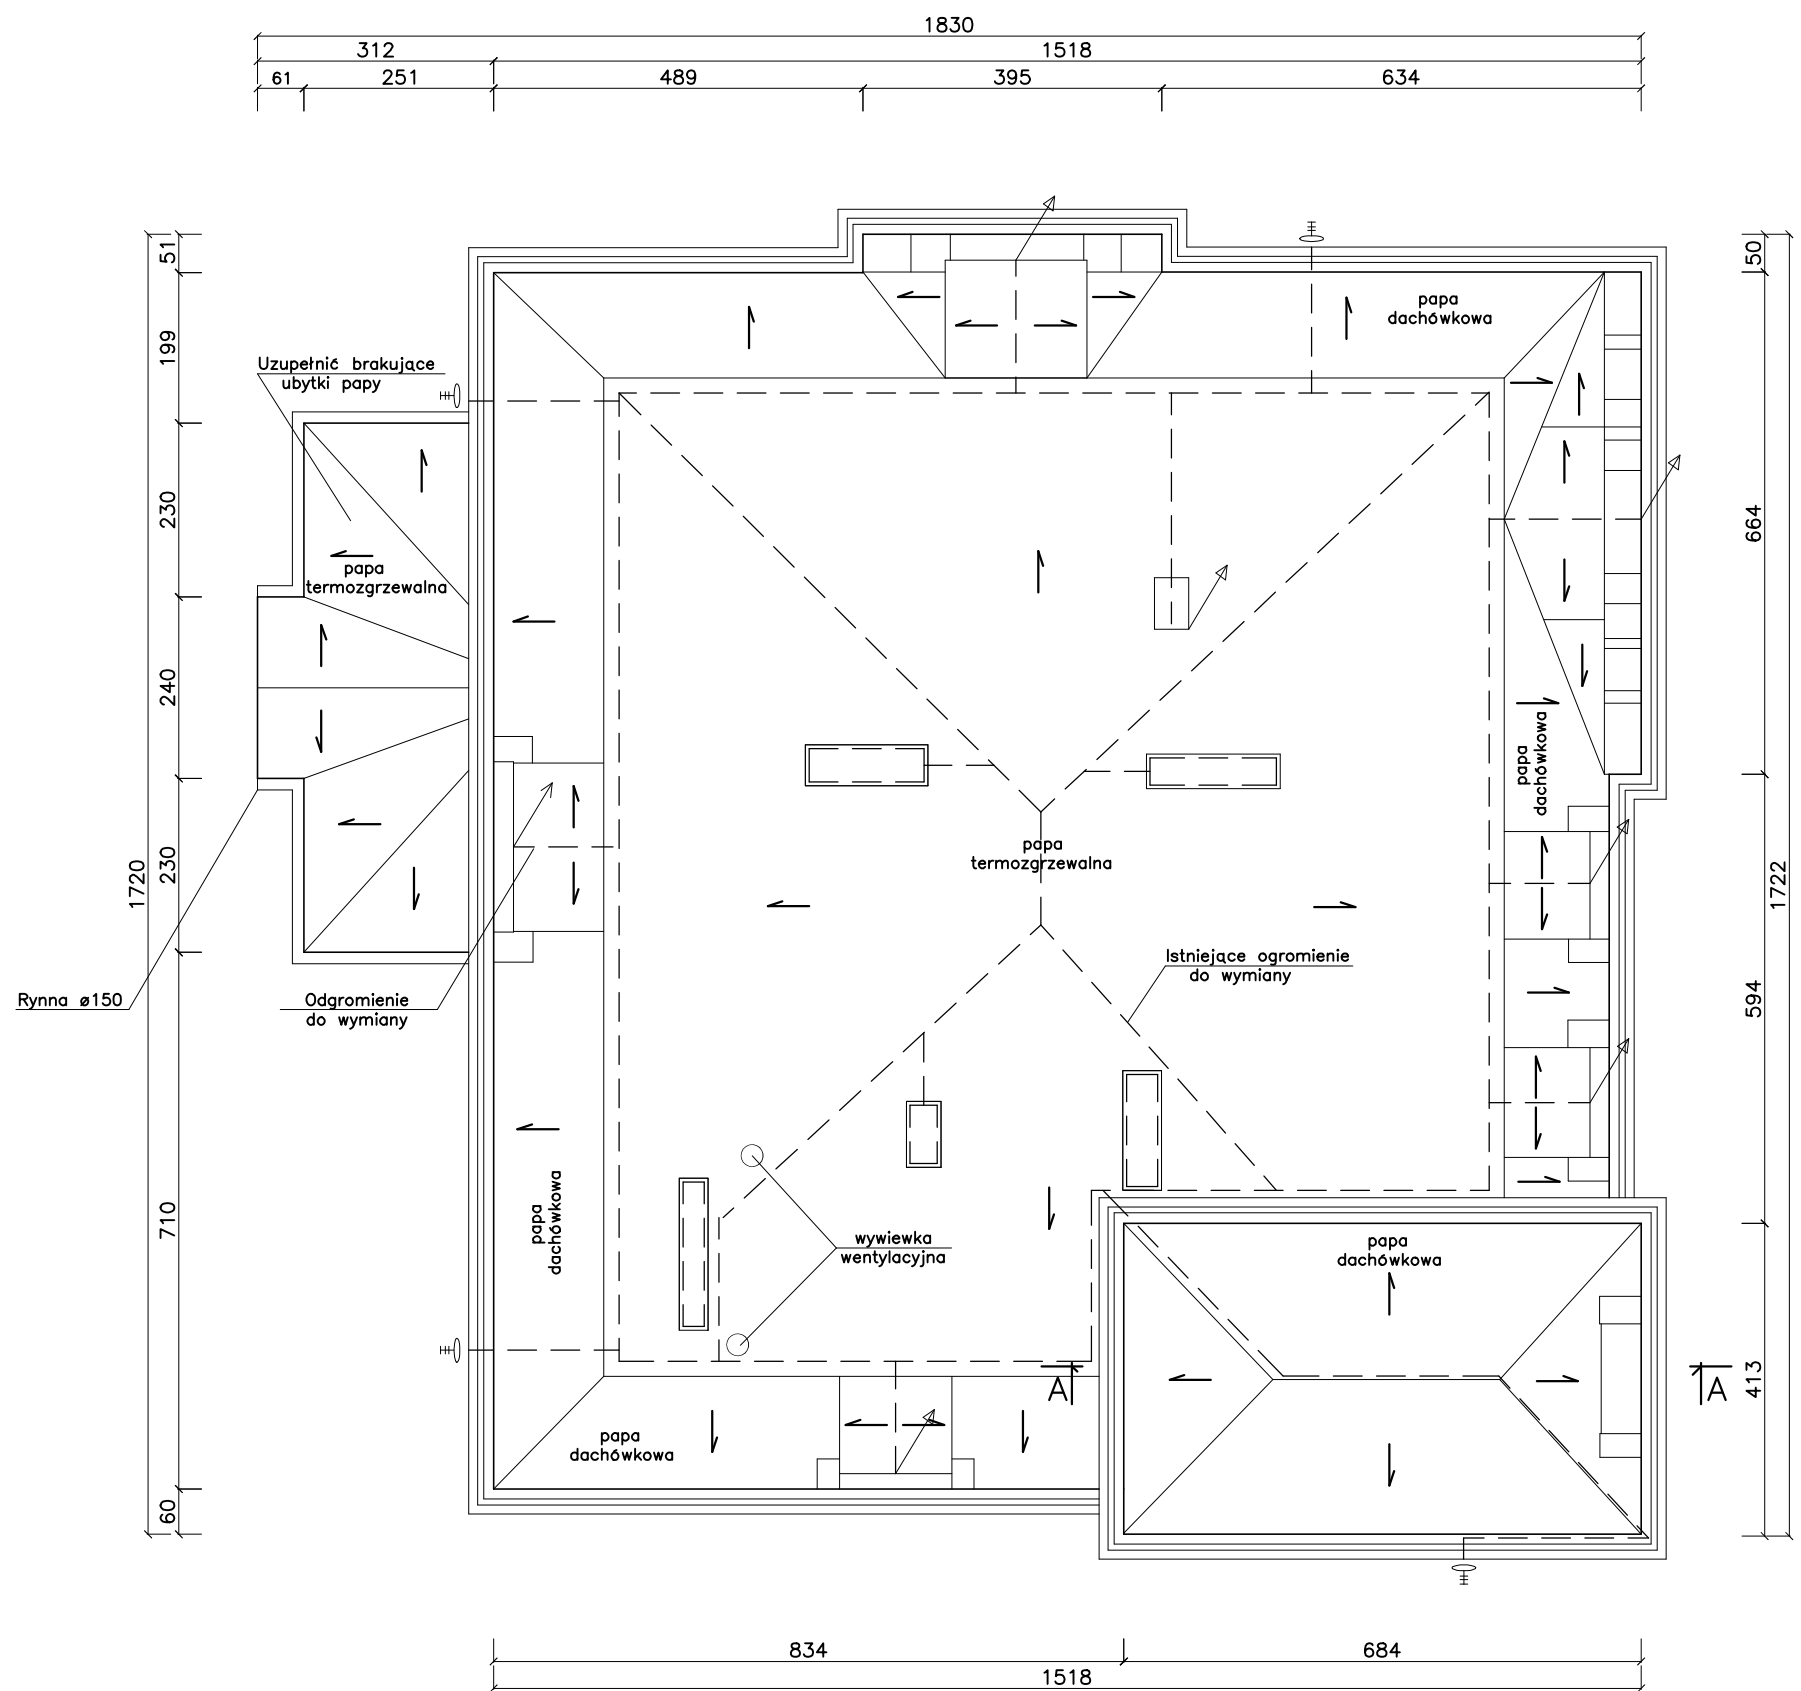 1830
312
1518
61
251
489
395
634
51
199
230
240
230
710
60
1720
50
664
594
413
1722
papa
dachówkowa
Uzupełnić brakujące
ubytki papy
papa
termozgrzewalna
papa
dachówkowa
papa
termozgrzewalna
Istniejące ogromienie
do wymiany
Rynna ø150
Odgromienie
do wymiany
papa
dachówkowa
wywiewka
wentylacyjna
papa
dachówkowa
A
A
papa
dachówkowa
834
684
1518